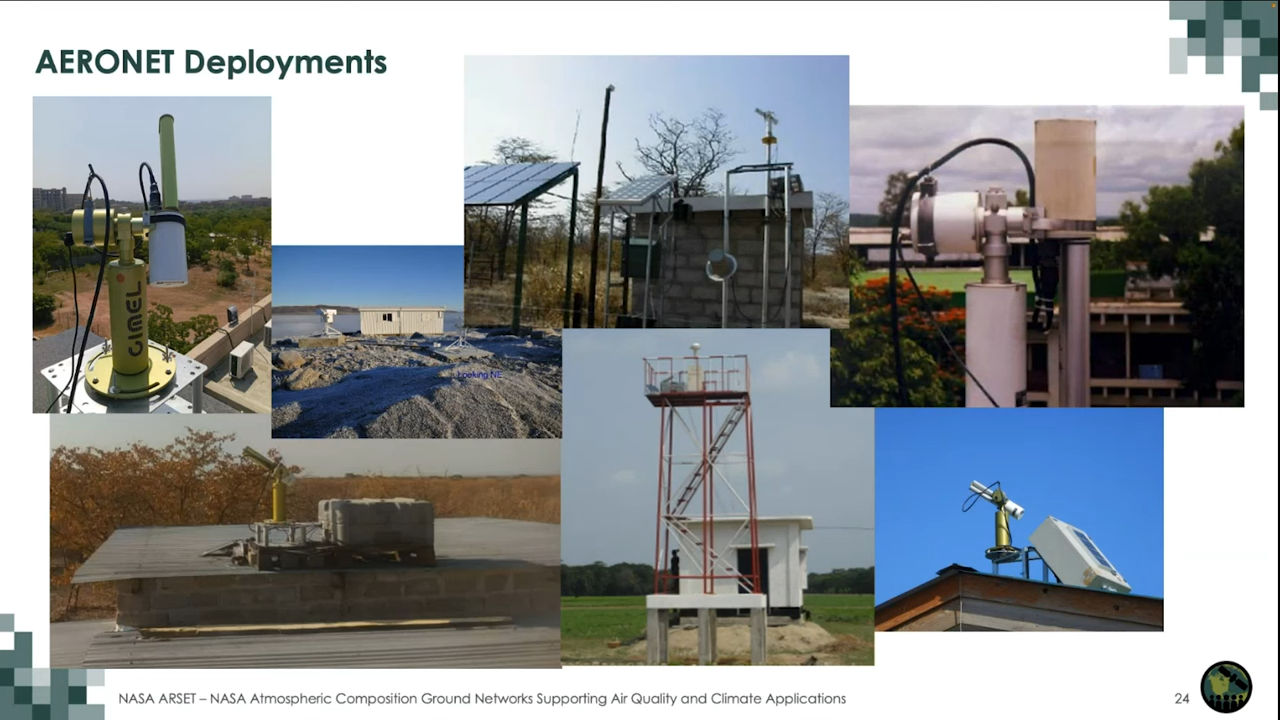 AERONET Deployments
CIMEL
Looking NE
NASA ARSET – NASA Atmospheric Composition Ground Networks Supporting Air Quality and Climate Applications
24